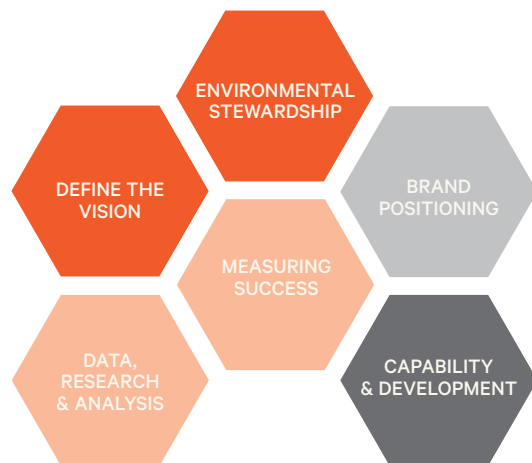 ENVIRONMENTAL
STEWARDSHIP
DEFINE THE
VISION
BRAND
POSITIONING
MEASURING
SUCCESS
DATA,
RESEARCH
& ANALYSIS
CAPABILITY
& DEVELOPMENT